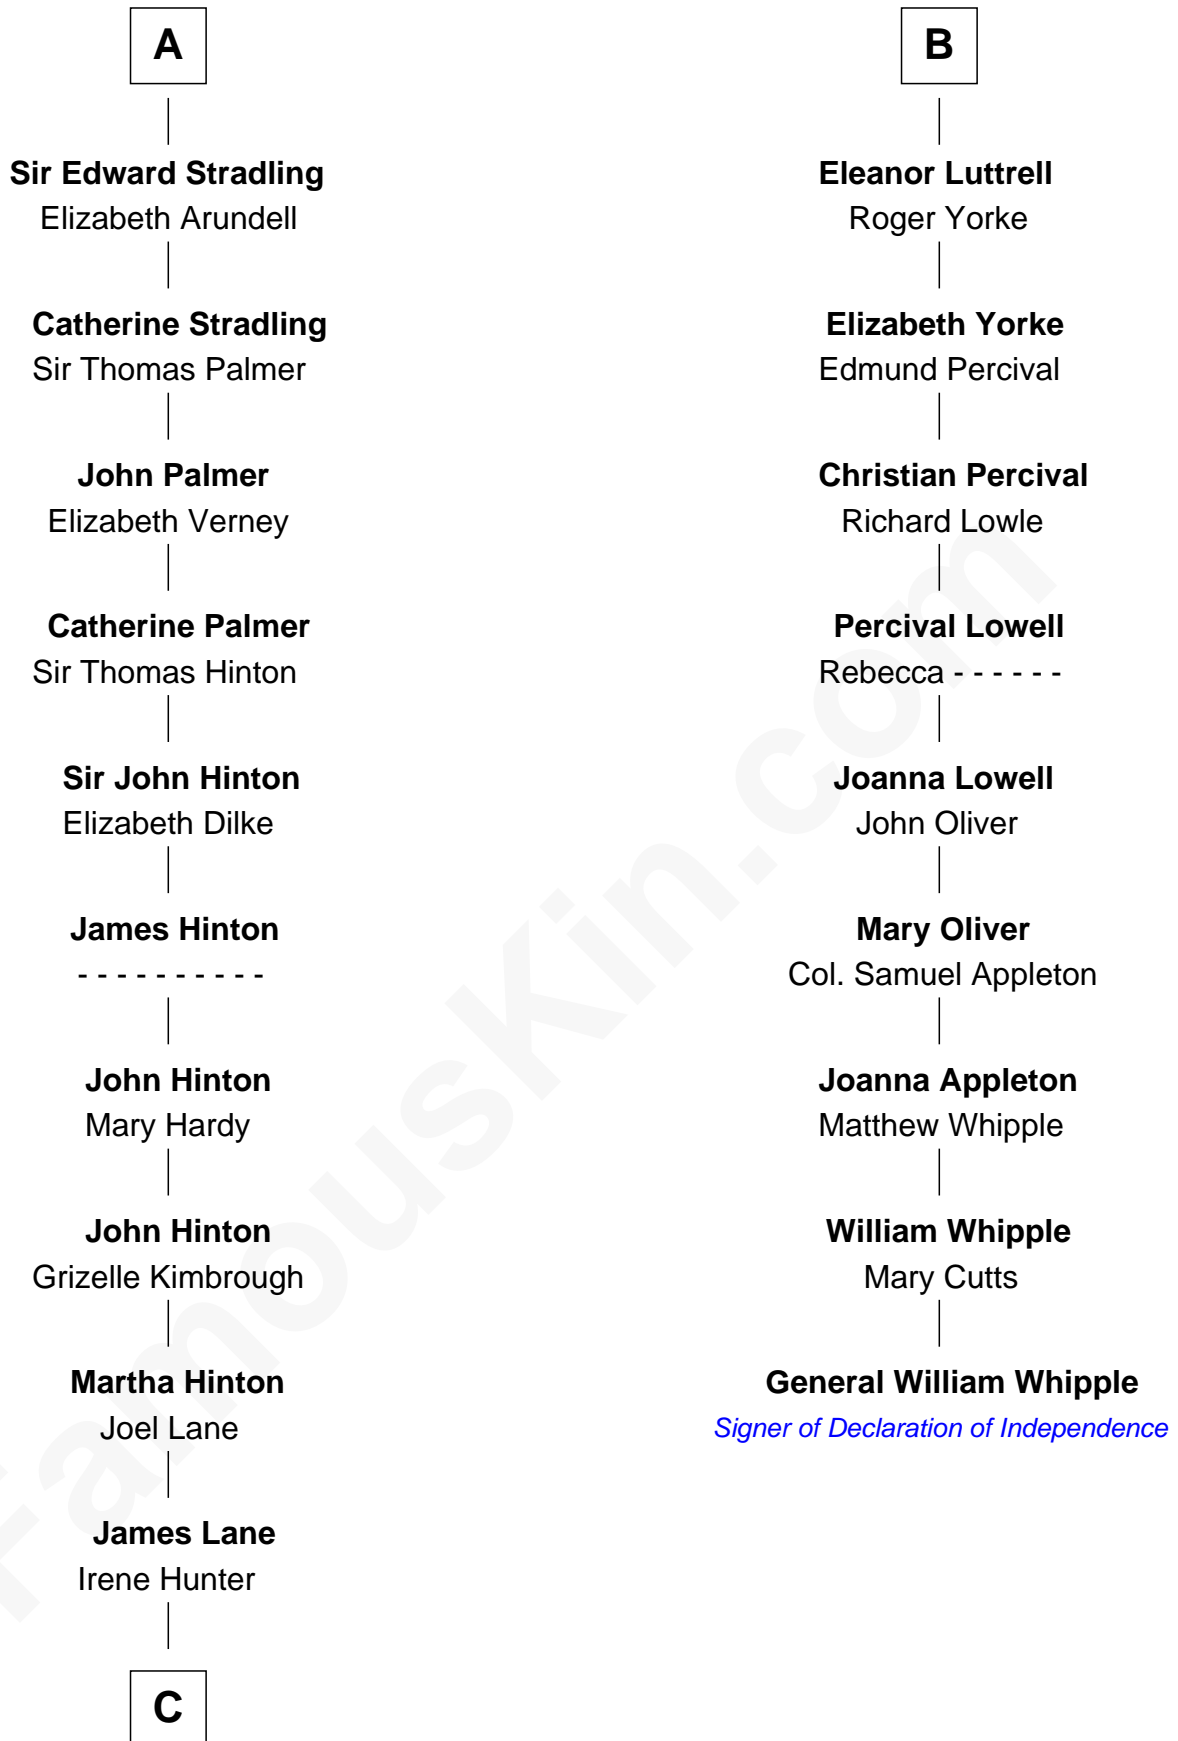 A
Sir Edward Stradling
Elizabeth Arundell
Catherine Stradling
Sir Thomas Palmer
John Palmer
Elizabeth Verney
Catherine Palmer
Sir Thomas Hinton
Sir John Hinton
Elizabeth Dilke
James Hinton
- - - - - - - - - -
John Hinton
Mary Hardy
John Hinton
Grizelle Kimbrough
Martha Hinton
Joel Lane
James Lane
Irene Hunter
C
B
Eleanor Luttrell
Roger Yorke
Elizabeth Yorke
Edmund Percival
Christian Percival
Richard Lowle
Percival Lowell
Rebecca - - - - - -
Joanna Lowell
John Oliver
Mary Oliver
Col. Samuel Appleton
Joanna Appleton
Matthew Whipple
William Whipple
Mary Cutts
General William Whipple
Signer of Declaration of Independence
FamousKin.com